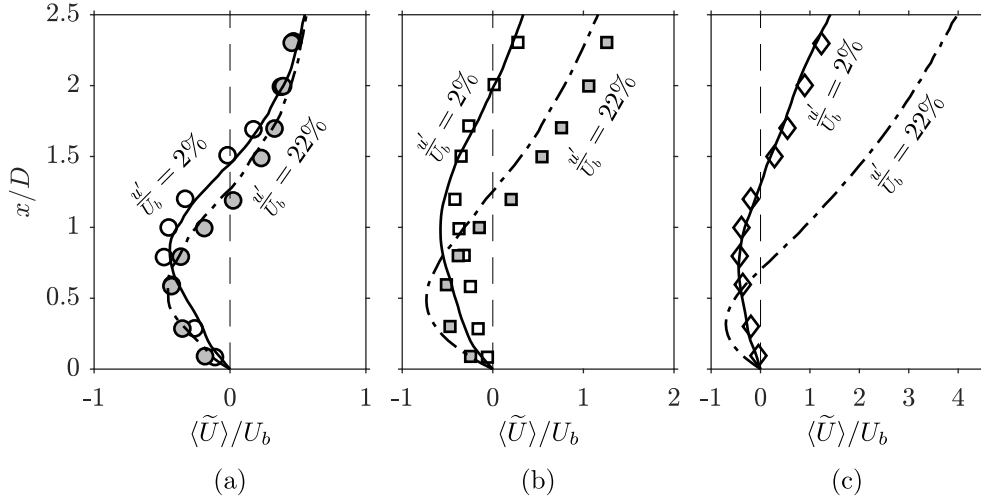 2.5
2
1.5
1
0.5
0
x/D
u'/U_b = 2%
u'/U_b = 22%
u'/U_b = 2%
u'/U_b = 22%
u'/U_b = 2%
u'/U_b = 22%
-1 0 1 -1 0 1 2 -1 0 1 2 3 4
⟨Ũ⟩/U_b ⟨Ũ⟩/U_b ⟨Ũ⟩/U_b
(a) (b) (c)